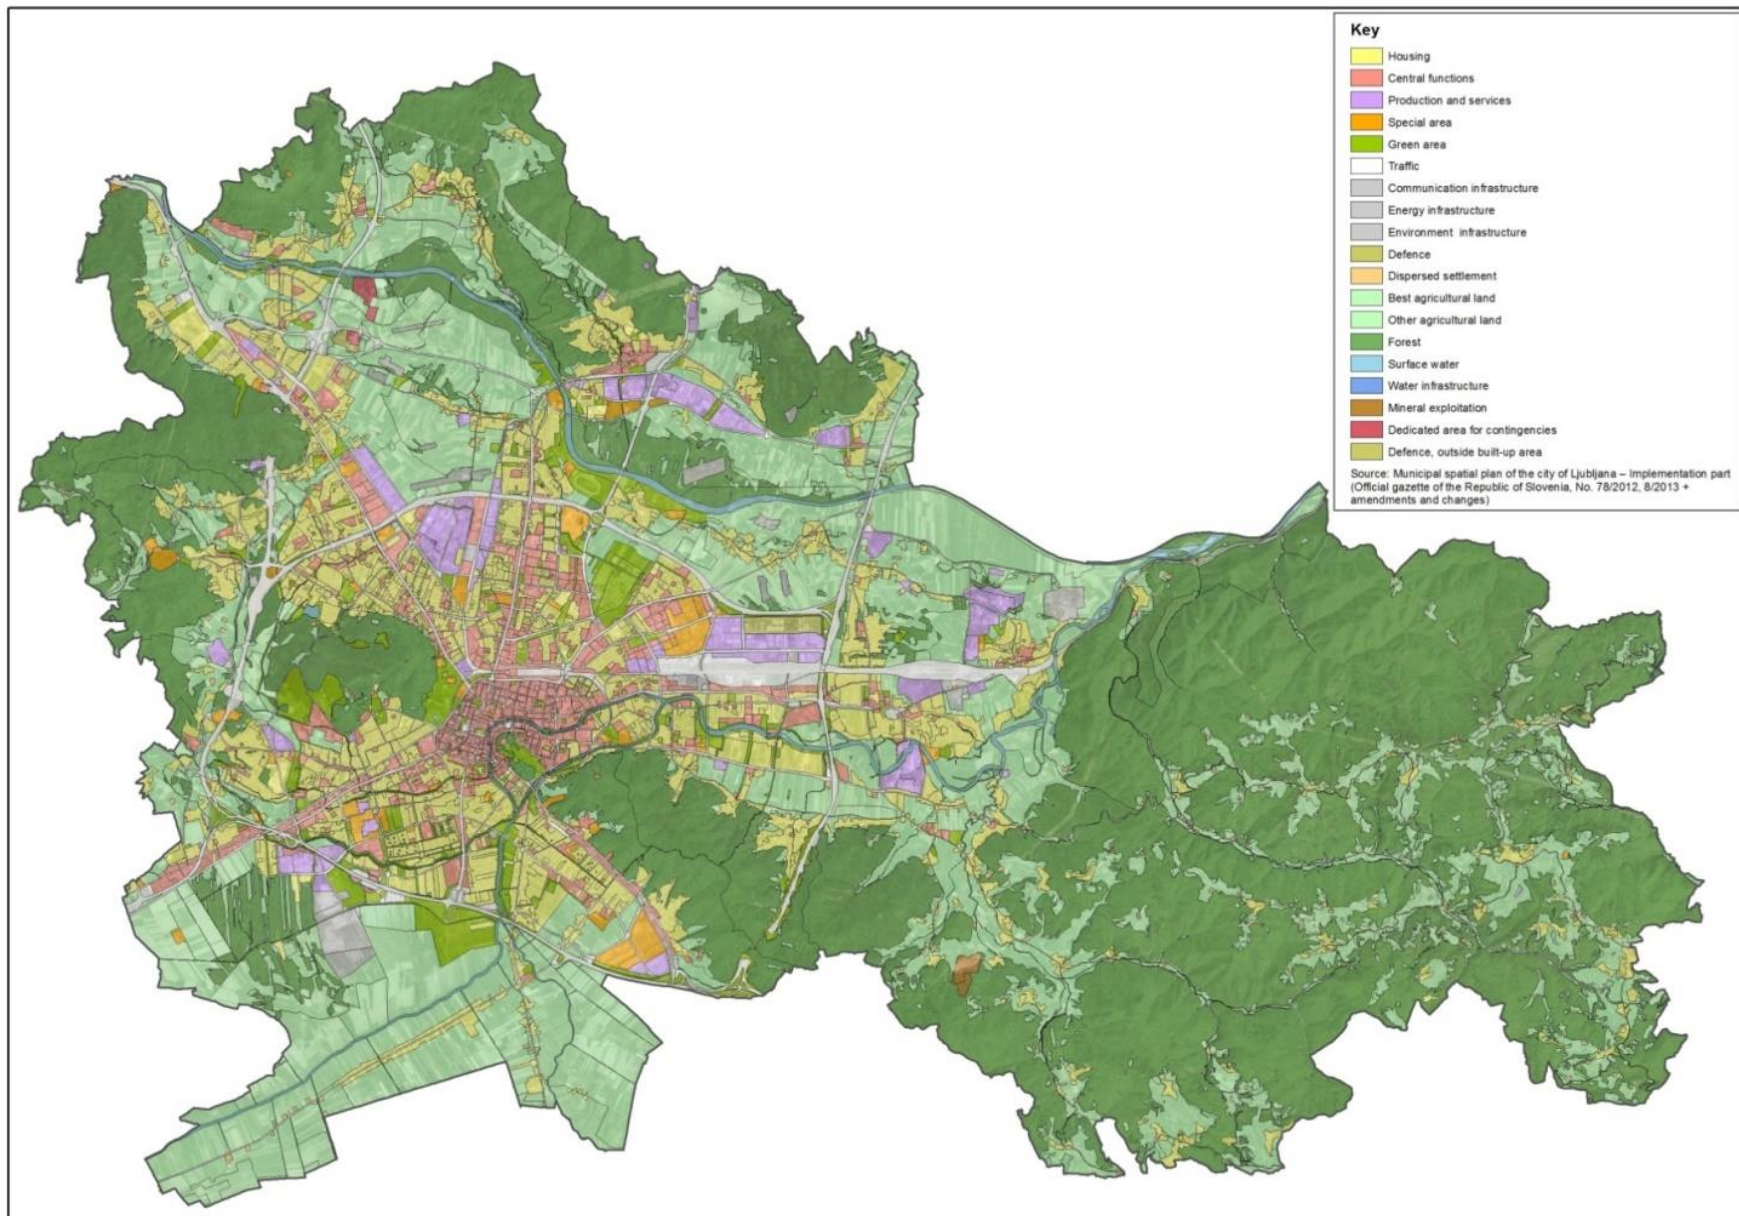 Key
Housing
Central functions
Production and services
Special area
Green area
Traffic
Communication infrastructure
Energy infrastructure
Environment infrastructure
Defence
Dispersed settlement
Best agricultural land
Other agricultural land
Forest
Surface water
Water infrastructure
Mineral exploitation
Dedicated area for contingencies
Defence, outside built-up area
Source: Municipal spatial plan of the city of Ljubljana – Implementation part
(Official gazette of the Republic of Slovenia, No. 78/2012, 8/2013 +
amendments and changes)